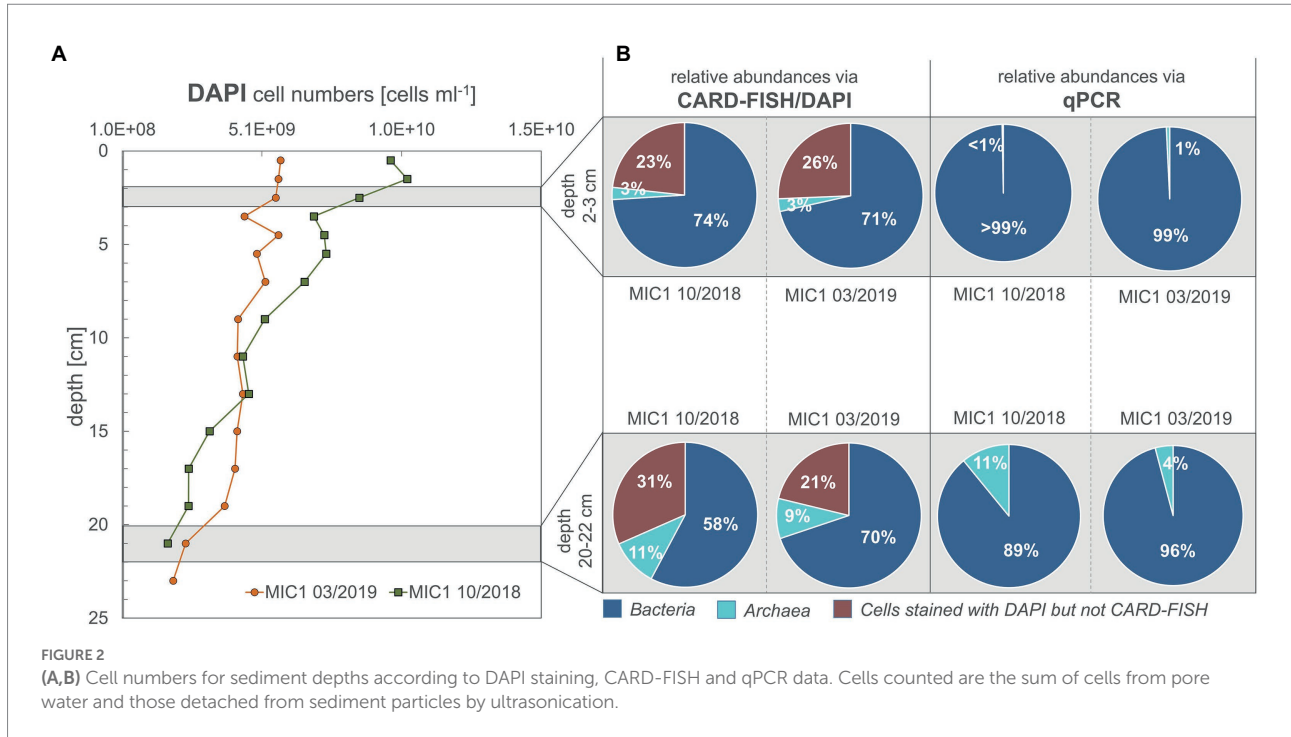 A
DAPI cell numbers [cells ml-1]
1.0E+08 5.1E+09 1.0E+10 1.5E+10
0
5
10
15
20
25
depth [cm]
MIC1 03/2019 MIC1 10/2018
B
relative abundances via
CARD-FISH/DAPI
relative abundances via
qPCR
depth
2-3 cm
23%
3%
74%
26%
3%
71%
<1%
>99%
1%
99%
MIC1 10/2018 MIC1 03/2019 MIC1 10/2018 MIC1 03/2019
MIC1 10/2018 MIC1 03/2019 MIC1 10/2018 MIC1 03/2019
depth
20-22 cm
31%
11%
58%
21%
9%
70%
11%
89%
4%
96%
Bacteria Archaea Cells stained with DAPI but not CARD-FISH
FIGURE 2
(A,B) Cell numbers for sediment depths according to DAPI staining, CARD-FISH and qPCR data. Cells counted are the sum of cells from pore
water and those detached from sediment particles by ultrasonication.